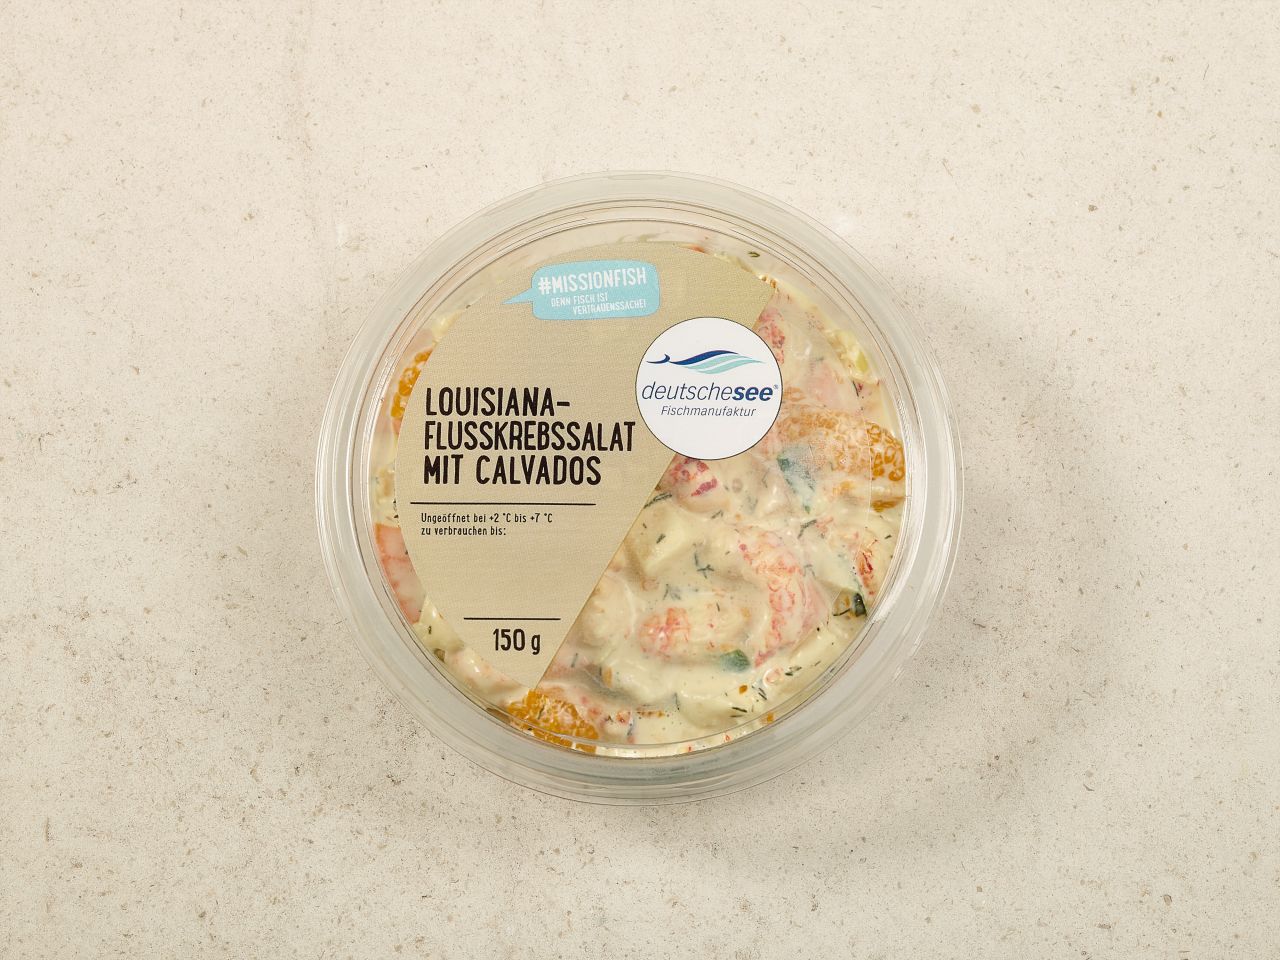 #MISSIONFISH
DENN FISCH IST
VERTRAUENSSACHE!
deutschesee®
Fischmanufaktur
LOUISIANA-
FLUSSKREBSSALAT
MIT CALVADOS
Ungeöffnet bei +2 °C bis +7 °C
zu verbrauchen bis:
150 g